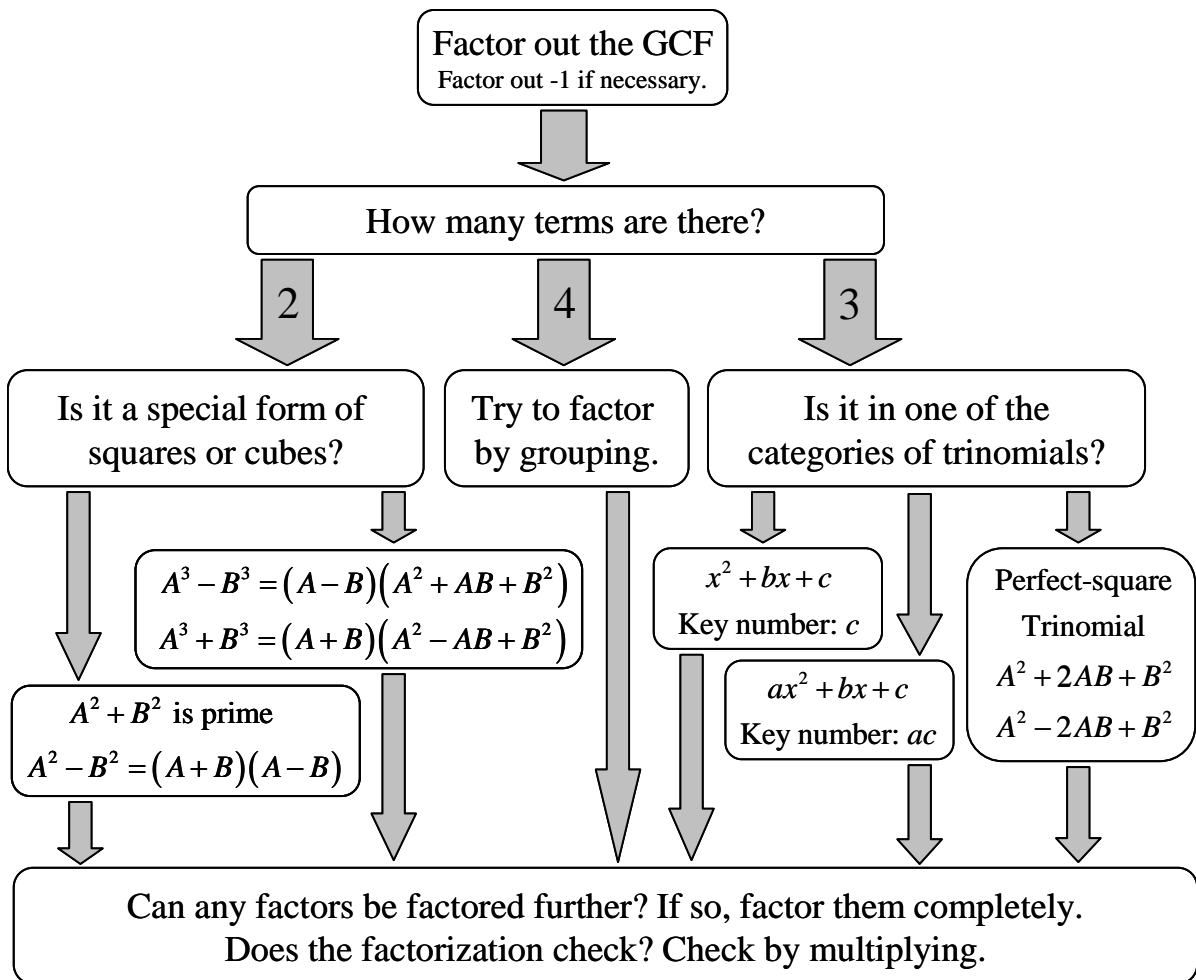 Factor out the GCF
Factor out -1 if necessary.
How many terms are there?
2
4
3
Is it a special form of
squares or cubes?
Try to factor
by grouping.
Is it in one of the
categories of trinomials?
A³ − B³ = (A − B)(A² + AB + B²)
A³ + B³ = (A + B)(A² − AB + B²)
x² + bx + c
Key number: c
Perfect-square
Trinomial
A² + 2AB + B²
A² − 2AB + B²
ax² + bx + c
Key number: ac
A² + B² is prime
A² − B² = (A + B)(A − B)
Can any factors be factored further? If so, factor them completely.
Does the factorization check? Check by multiplying.